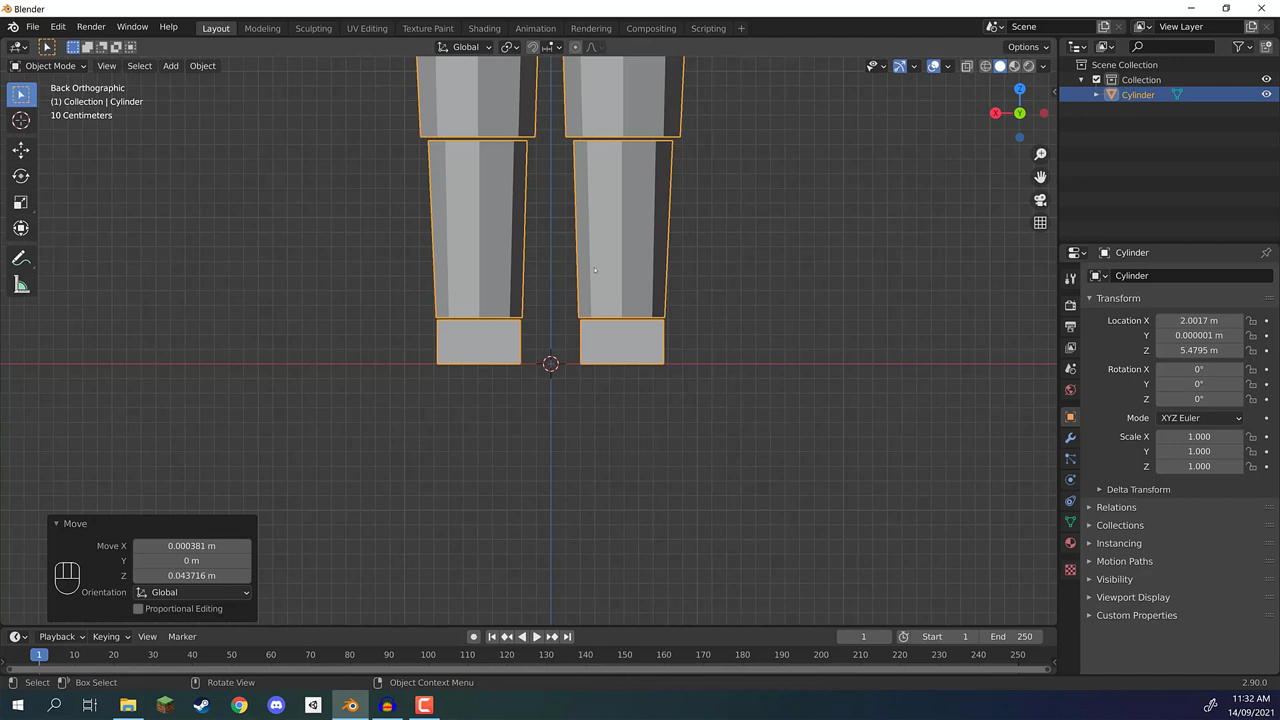 Blender
File Edit Render Window Help Layout Modeling Sculpting UV Editing Texture Paint Shading Animation Rendering Compositing Scripting + Scene View Layer
Global Options
Object Mode View Select Add Object
Back Orthographic
(1) Collection | Cylinder
10 Centimeters
Z
X
Y
Scene Collection
Collection
Cylinder
Cylinder
Cylinder
Transform
Location X 2.0017 m
Y 0.000001 m
Z 5.4795 m
Rotation X 0°
Y 0°
Z 0°
Mode XYZ Euler
Scale X 1.000
Y 1.000
Z 1.000
Delta Transform
Relations
Collections
Instancing
Motion Paths
Visibility
Viewport Display
Custom Properties
Move
Move X 0.000381 m
Y 0 m
Z 0.043716 m
Orientation Global
Proportional Editing
Playback Keying View Marker 1 Start 1 End 250
1 10 20 30 40 50 60 70 80 90 100 110 120 130 140 150 160 170 180 190 200 210 220 230 240 250
Select Box Select Rotate View Object Context Menu 2.90.0
11:32 AM
14/09/2021